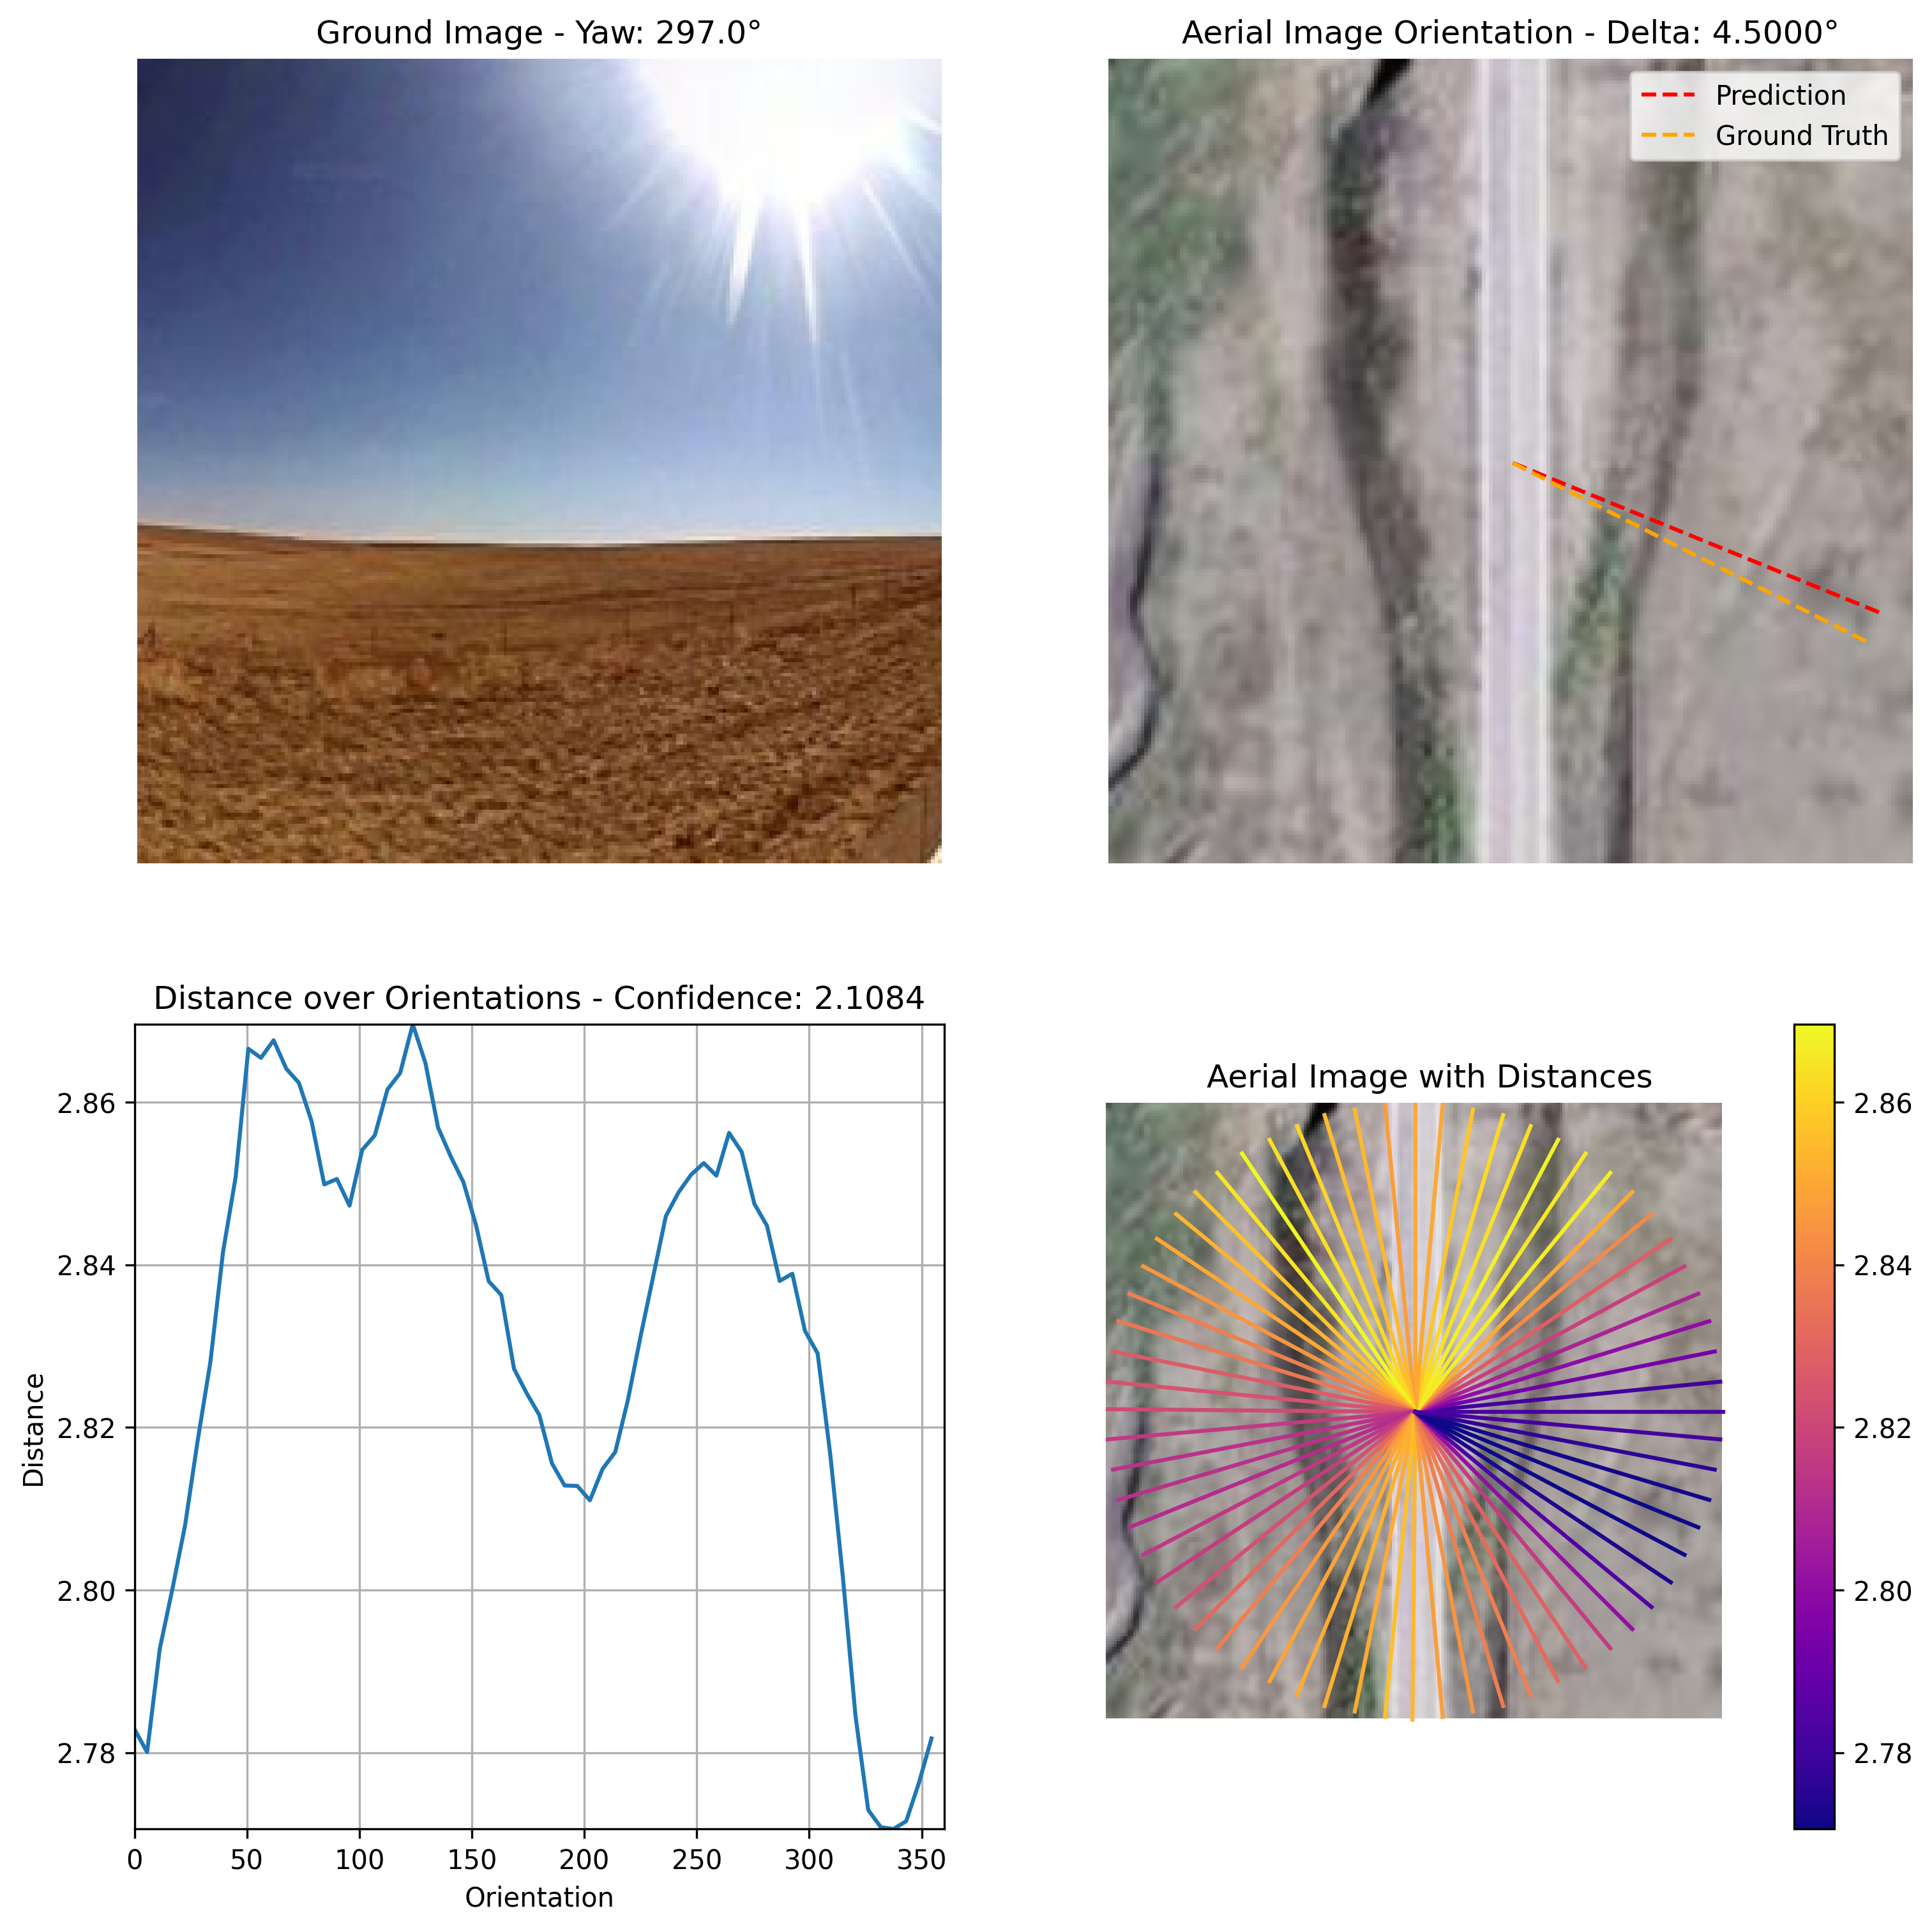 Ground Image - Yaw: 297.0°
Aerial Image Orientation - Delta: 4.5000°
Prediction
Ground Truth
Distance over Orientations - Confidence: 2.1084
2.86
2.84
2.82
2.80
2.78
Distance
0 50 100 150 200 250 300 350
Orientation
Aerial Image with Distances
2.86
2.84
2.82
2.80
2.78